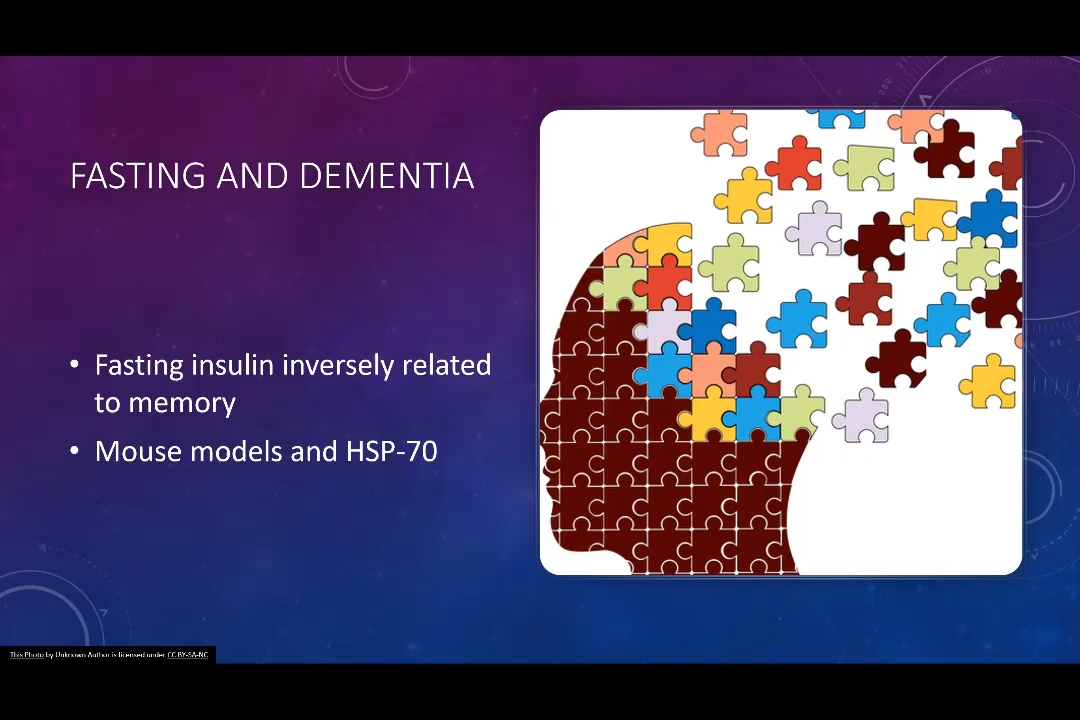 FASTING AND DEMENTIA
• Fasting insulin inversely related
to memory
• Mouse models and HSP-70
This Photo by Unknown Author is licensed under CC BY-SA-NC